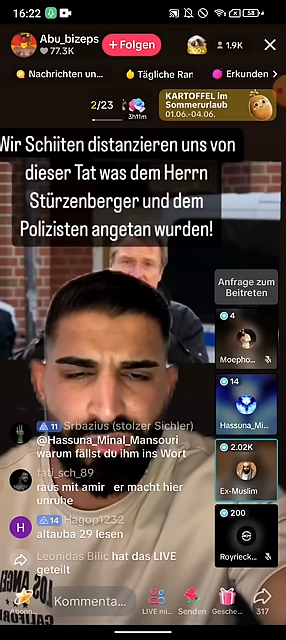 16:22
Abu_bizeps
77.3K
+ Folgen
1.9K
Nachrichten un...
Tägliche Ran
Erkunden
2/23
3h11m
KARTOFFEL im
Sommerurlaub
01.06.-04.06.
Wir Schiiten distanzieren uns von
dieser Tat was dem Herrn
Stürzenberger und dem
Polizisten angetan wurden!
Anfrage zum
Beitreten
4
Moepho...
14
Hassuna_Mi...
2.02K
Ex-Muslim
200
Royrieck...
11 Srbazius (stolzer Sichler)
@Hassuna_Minal_Mansouri
warum fällst du ihm ins Wort
fati_sch_89
raus mit amir er macht hier
unruhe
H
14 Hagop1232
altauba 29 lesen
Leonidas Bilic hat das LIVE
geteilt
Abonn...
Kommenta...
LIVE mi...
Senden
Gesche...
317